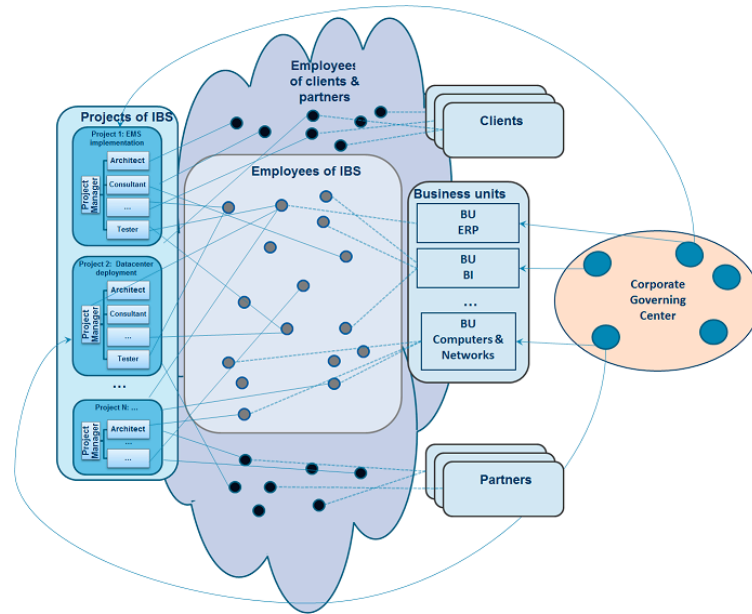 Projects of IBS
Project 1: EMS
implementation
Project Manager
Architect
Consultant
...
Tester
Project 2: Datacenter
deployment
Project Manager
Architect
Consultant
...
Tester
...
Project N: ...
Project Manager
Architect
...
...
Employees
of clients &
partners
Employees of IBS
Clients
Business units
BU
ERP
BU
BI
...
BU
Computers &
Networks
Partners
Corporate
Governing
Center